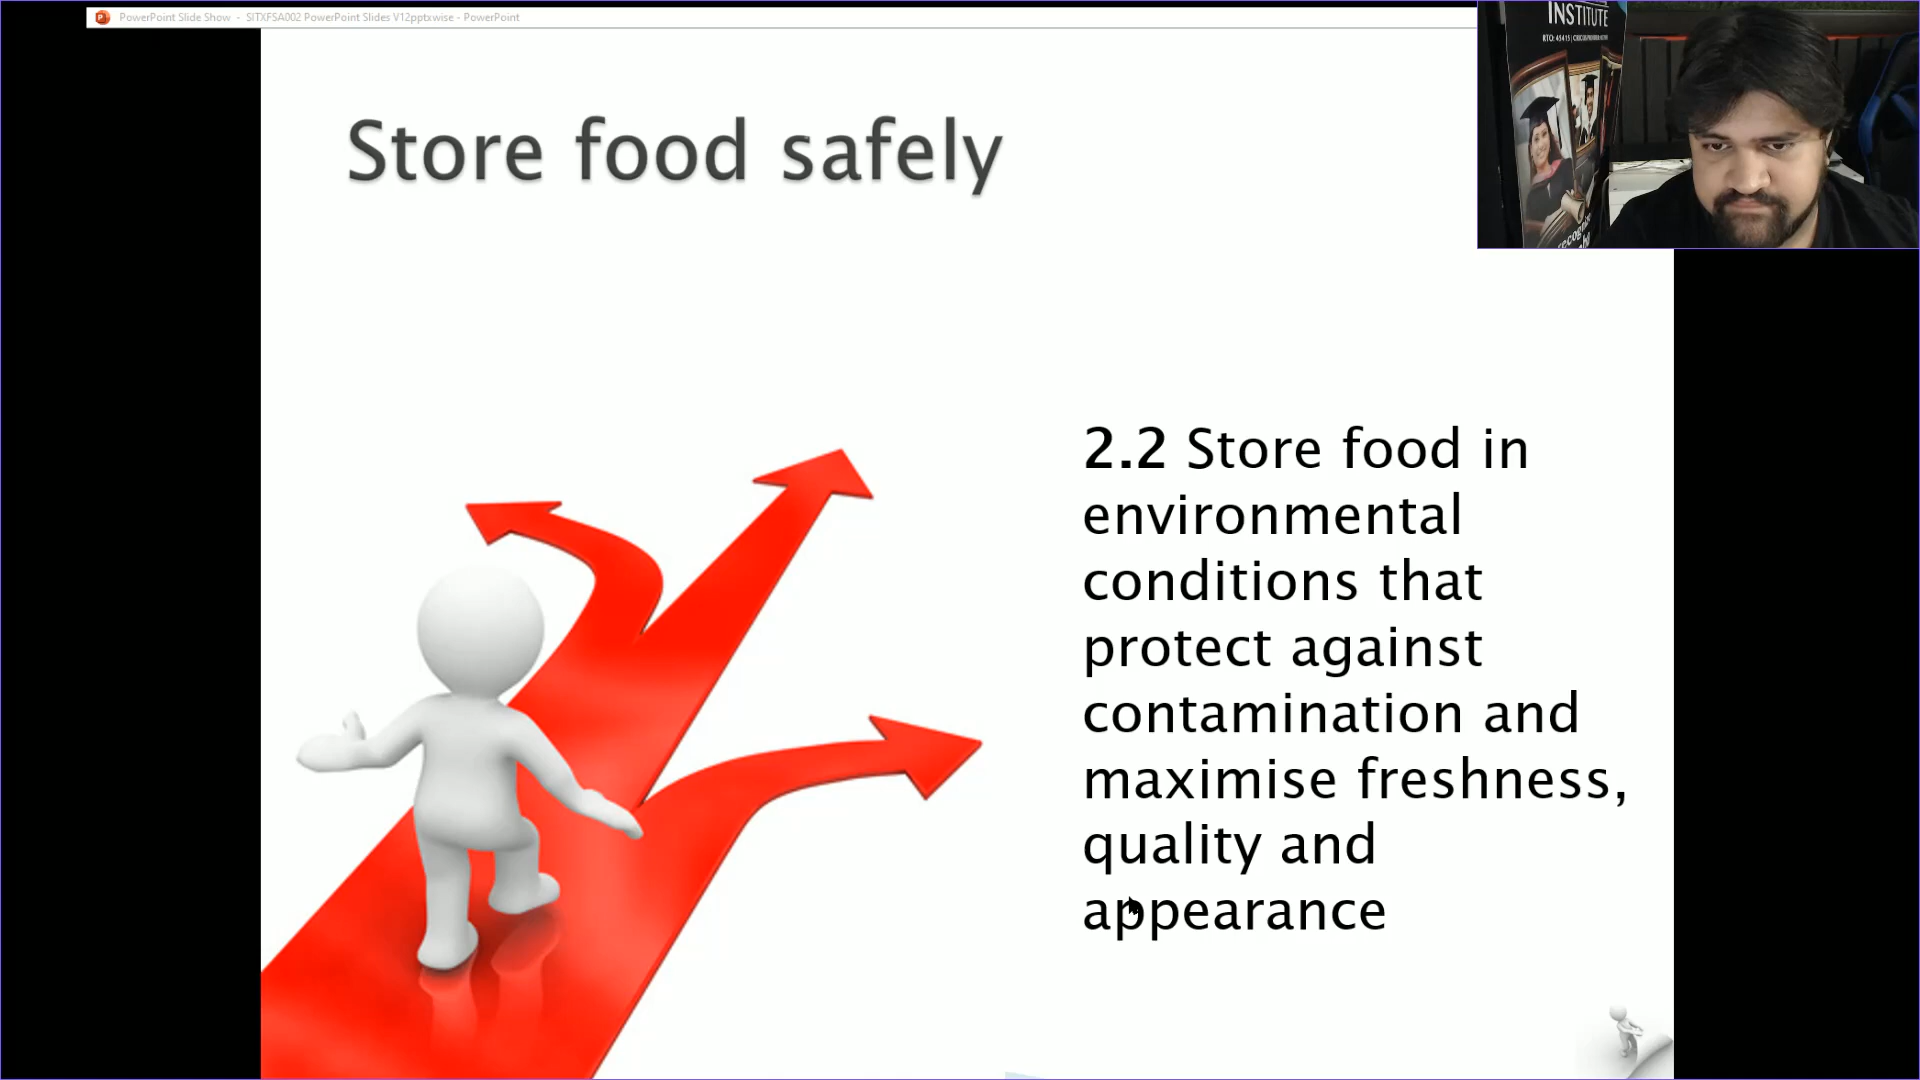 PowerPoint Slide Show - SITXFSA002 PowerPoint Slides V12pptxwise - PowerPoint
INSTITUTE
RTO: 45415 |
Store food safely
2.2 Store food in
environmental
conditions that
protect against
contamination and
maximise freshness,
quality and
appearance